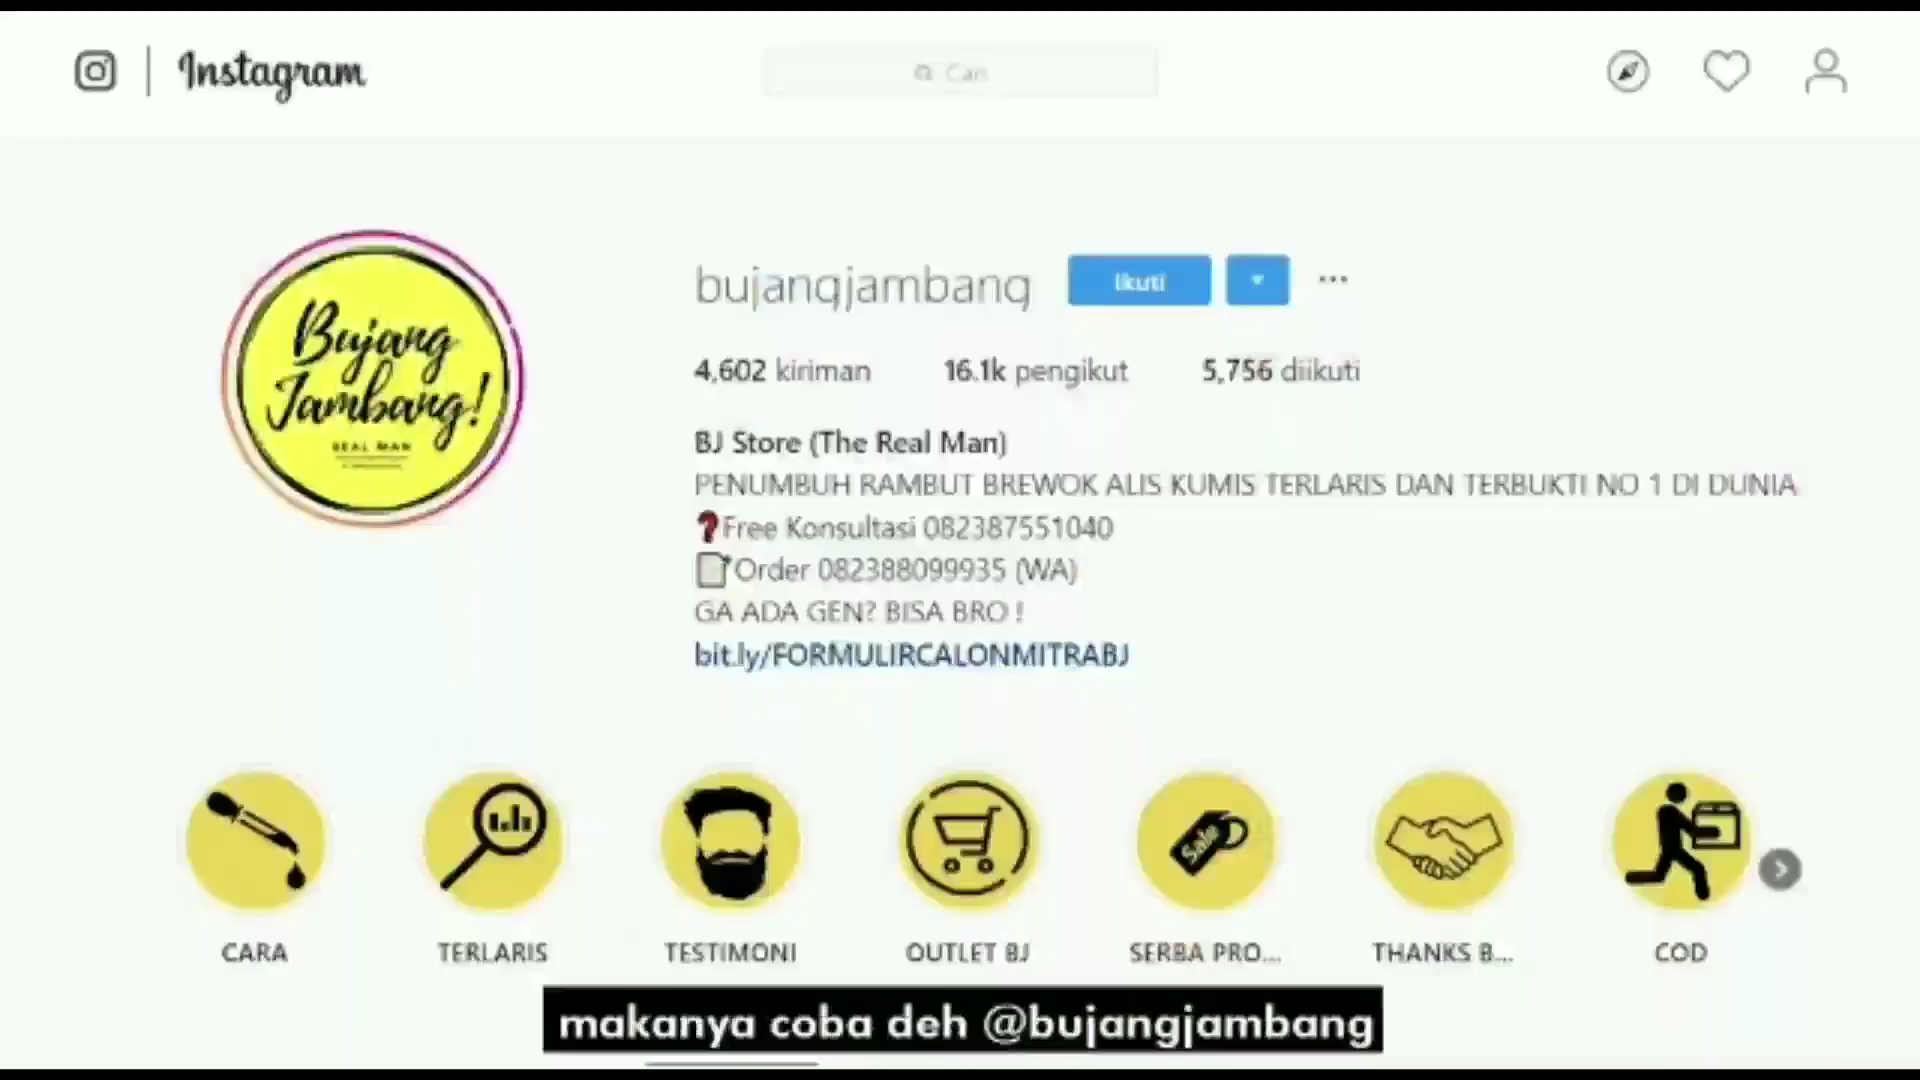 Instagram
Cari
Bujang
Jambang!
REAL MAN
bujangjambang
Ikuti
4,602 kiriman 16.1k pengikut 5,756 diikuti
BJ Store (The Real Man)
PENUMBUH RAMBUT BREWOK ALIS KUMIS TERLARIS DAN TERBUKTI NO 1 DI DUNIA
❓Free Konsultasi 082387551040
📝Order 082388099935 (WA)
GA ADA GEN? BISA BRO !
bit.ly/FORMULIRCALONMITRABJ
Sale
CARA TERLARIS TESTIMONI OUTLET BJ SERBA PRO... THANKS B... COD
makanya coba deh @bujangjambang